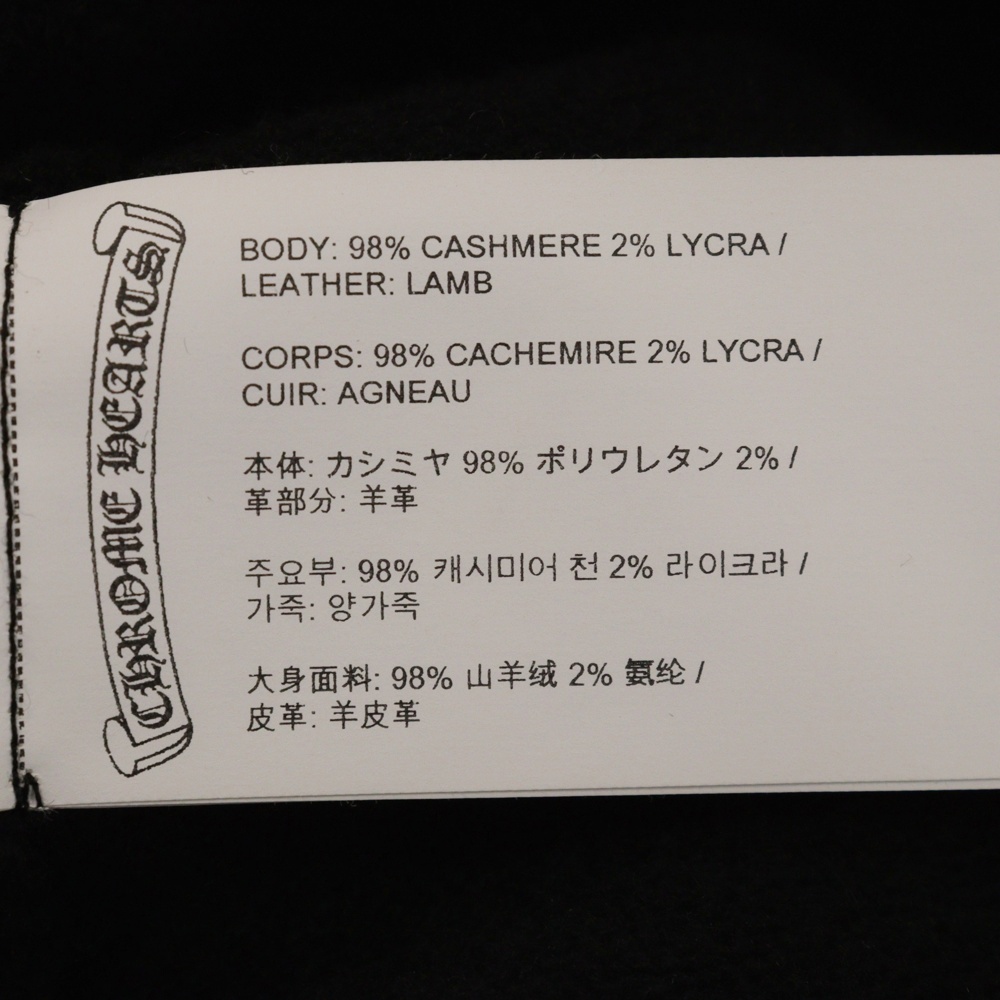 CHROME HEARTS
BODY: 98% CASHMERE 2% LYCRA /
LEATHER: LAMB
CORPS: 98% CACHEMIRE 2% LYCRA /
CUIR: AGNEAU
本体: カシミヤ 98% ポリウレタン 2% /
革部分: 羊革
주요부: 98% 캐시미어 천 2% 라이크라 /
가죽: 양가죽
大身面料: 98% 山羊绒 2% 氨纶 /
皮革: 羊皮革